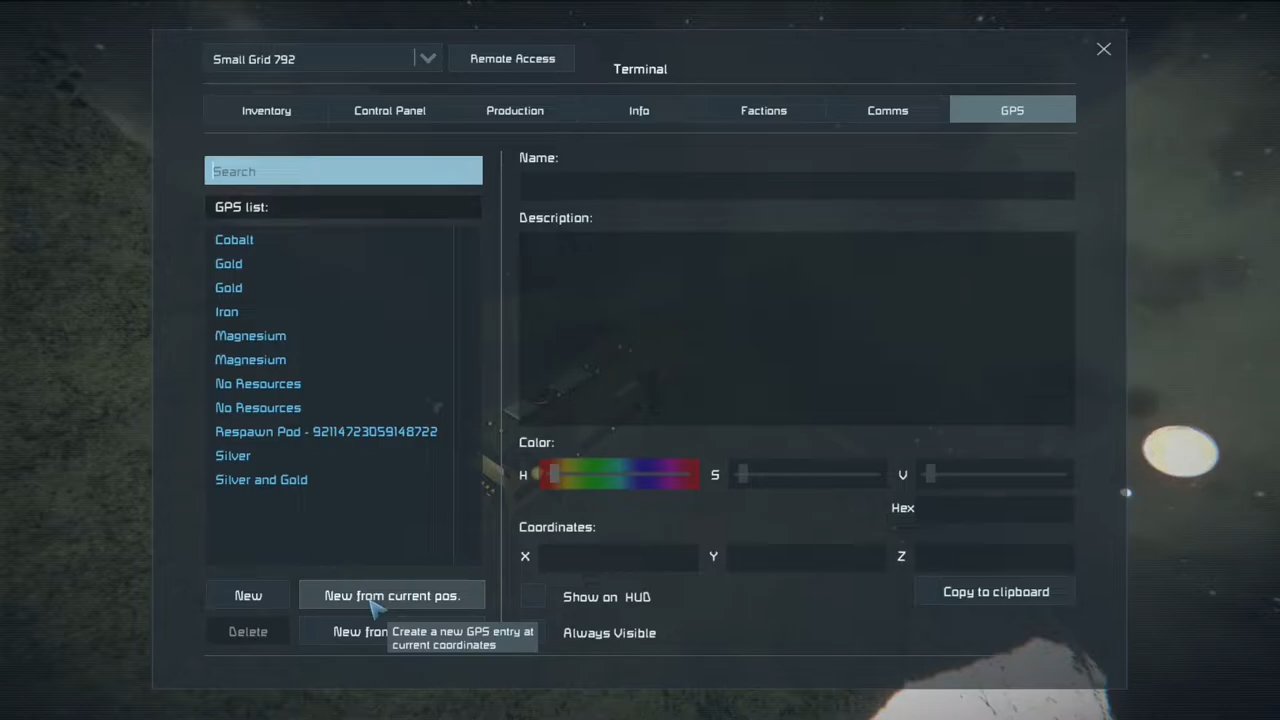 Small Grid 792
Remote Access
Terminal
Inventory
Control Panel
Production
Info
Factions
Comms
GPS
Search
GPS list:
Cobalt
Gold
Gold
Iron
Magnesium
Magnesium
No Resources
No Resources
Respawn Pod - 92114723059148722
Silver
Silver and Gold
New
New from current pos.
Delete
New from
Create a new GPS entry at
current coordinates
Name:
Description:
Color:
H
S
V
Hex
Coordinates:
X
Y
Z
Show on HUD
Copy to clipboard
Always Visible